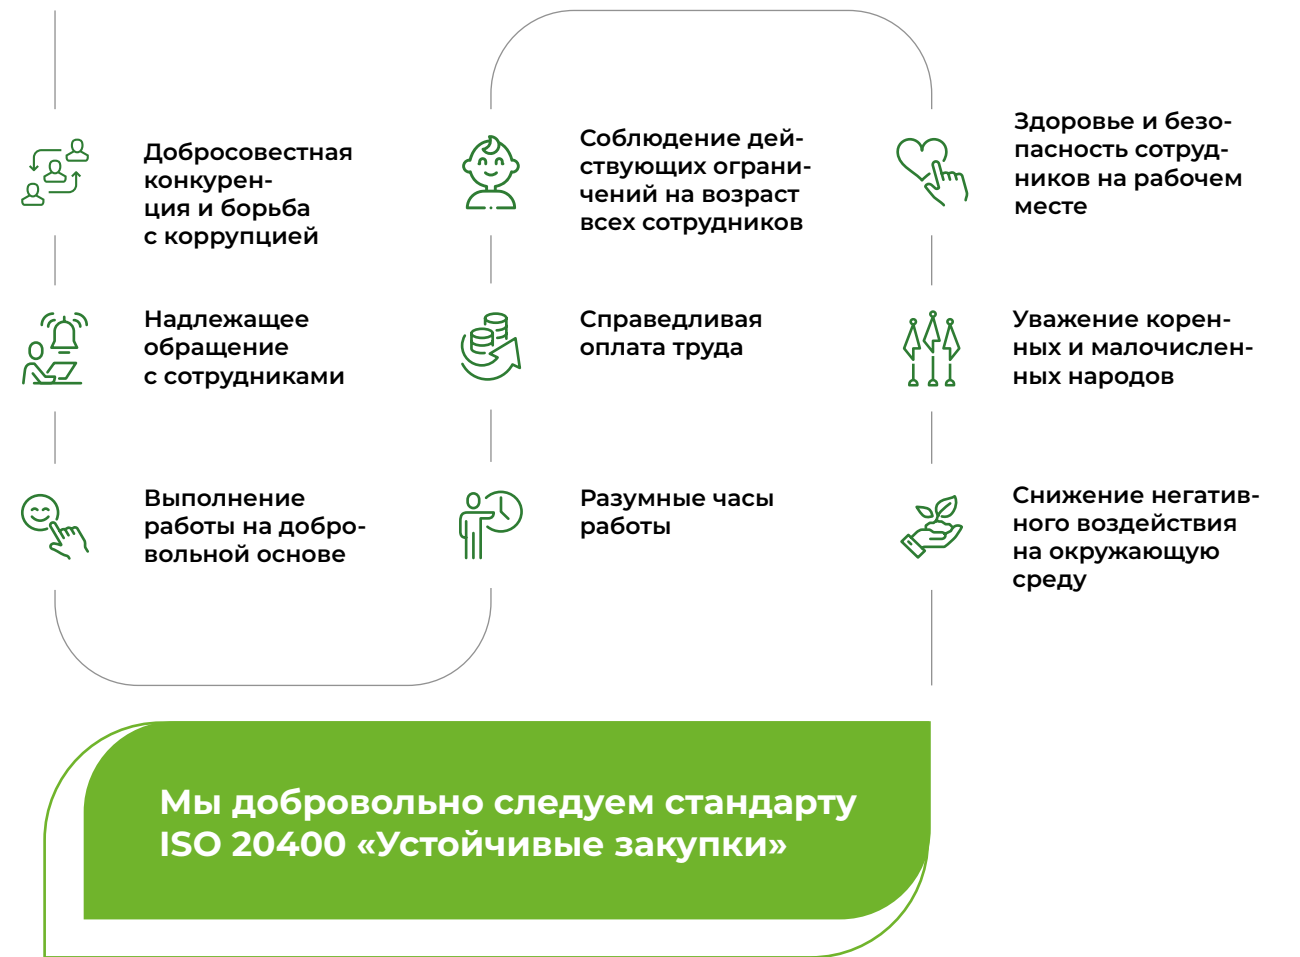 Добросовестная
конкурен-
ция и борьба
с коррупцией
Надлежащее
обращение
с сотрудниками
Выполнение
работы на добро-
вольной основе
Соблюдение дей-
ствующих ограни-
чений на возраст
всех сотрудников
Справедливая
оплата труда
Разумные часы
работы
Здоровье и безо-
пасность сотруд-
ников на рабочем
месте
Уважение корен-
ных и малочислен-
ных народов
Снижение негатив-
ного воздействия
на окружающую
среду
Мы добровольно следуем стандарту
ISO 20400 «Устойчивые закупки»